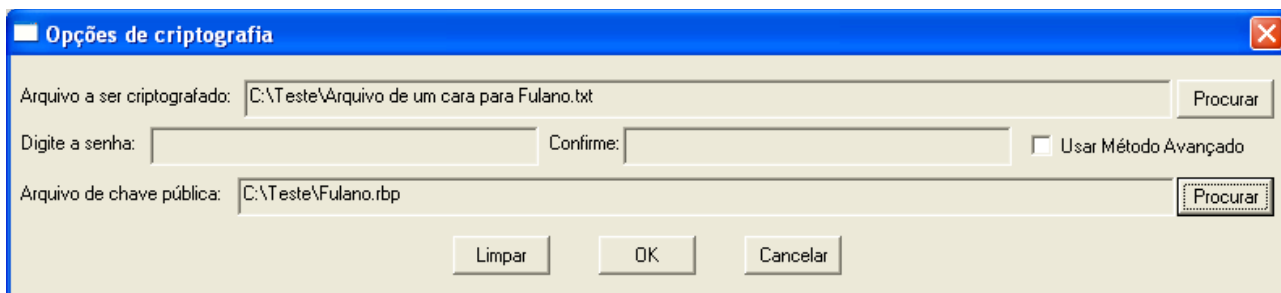 Opções de criptografia
Arquivo a ser criptografado: C:\Teste\Arquivo de um cara para Fulano.txt Procurar
Digite a senha: Confirme: Usar Método Avançado
Arquivo de chave pública: C:\Teste\Fulano.rbp Procurar
Limpar OK Cancelar